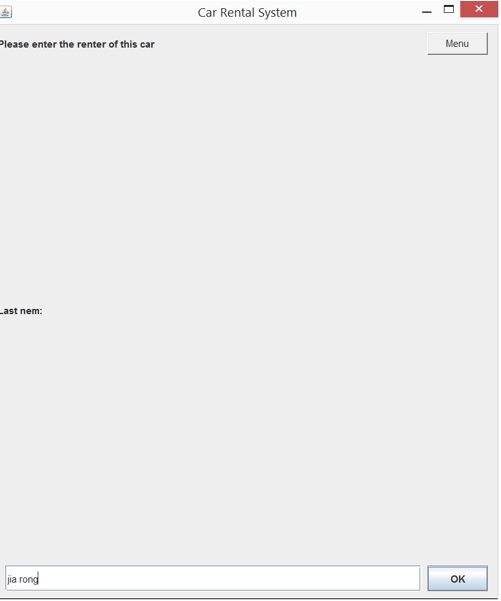 Car Rental System
Please enter the renter of this car
Menu
Last nem:
jia rong
OK